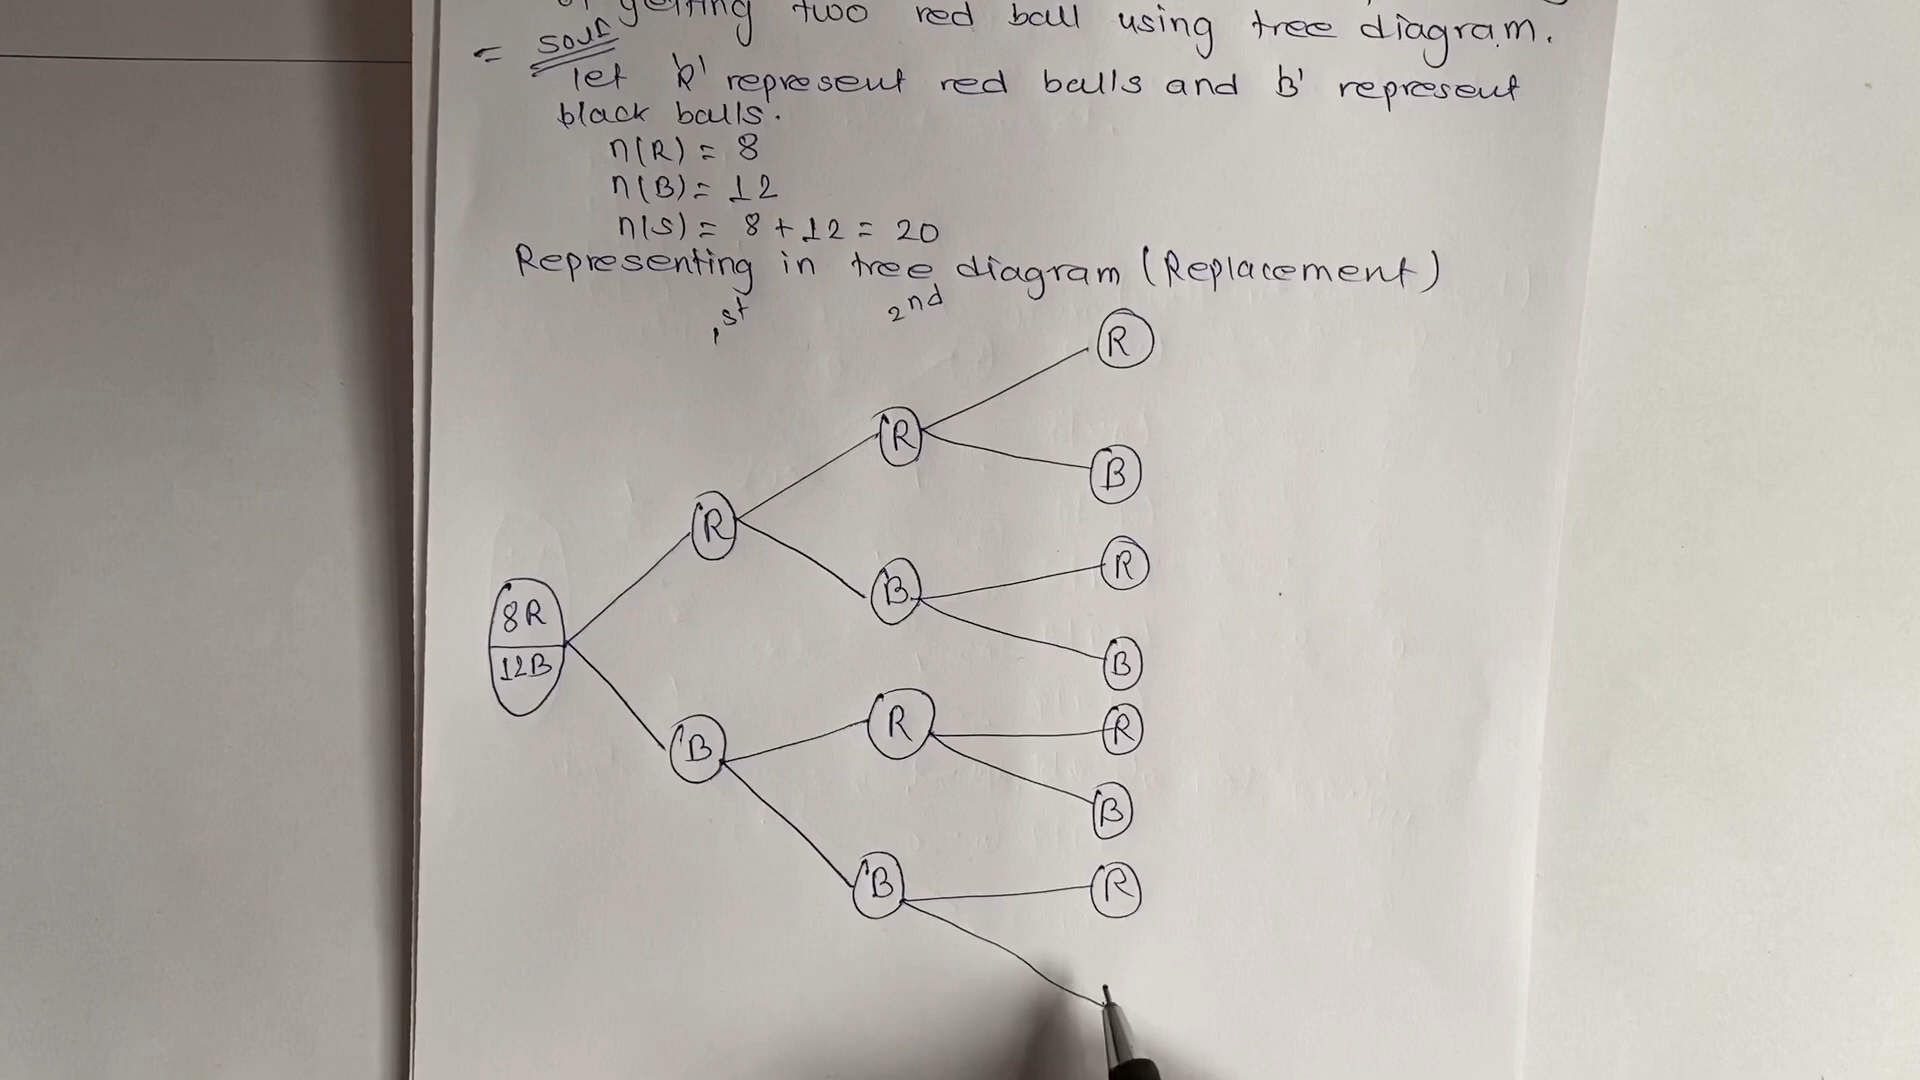 getting two red ball using tree diagram.
= Soln
let 'R' represent red balls and 'B' represent
black balls.
n(R) = 8
n(B) = 12
n(S) = 8 + 12 = 20
Representing in tree diagram (Replacement)
1st 2nd
R
R
B
R
R
B
8R
12B
B
R
R
B
B
B
R